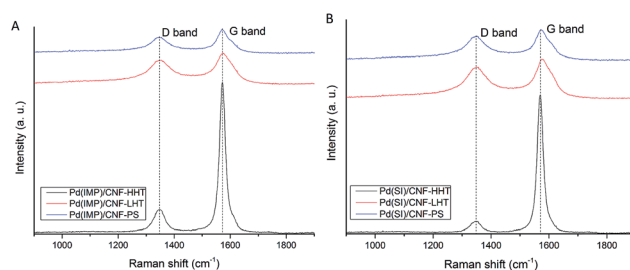 A
D band
G band
Intensity (a. u.)
Pd(IMP)/CNF-HHT
Pd(IMP)/CNF-LHT
Pd(IMP)/CNF-PS
1000 1200 1400 1600 1800
Raman shift (cm⁻¹)
B
D band
G band
Intensity (a. u.)
Pd(SI)/CNF-HHT
Pd(SI)/CNF-LHT
Pd(SI)/CNF-PS
1000 1200 1400 1600 1800
Raman shift (cm⁻¹)